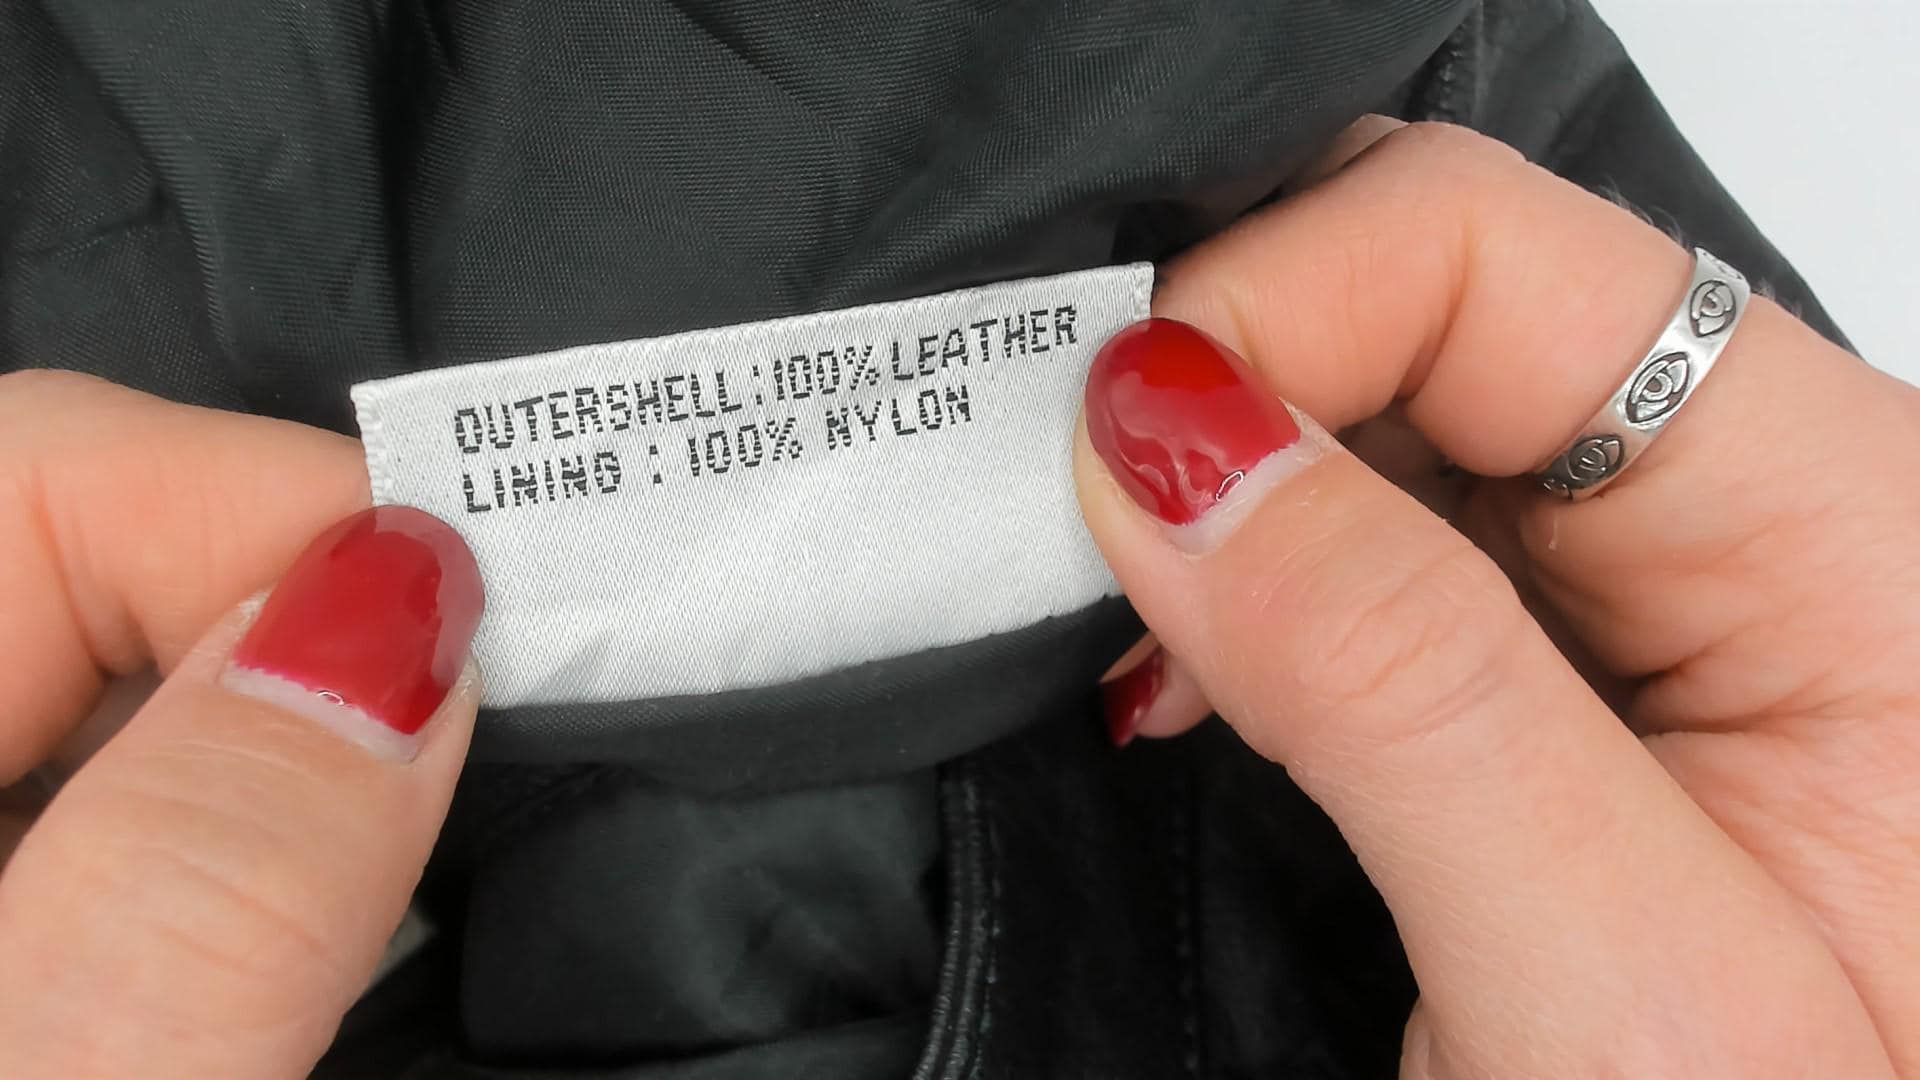 OUTERSHELL:100% LEATHER
LINING : 100% NYLON